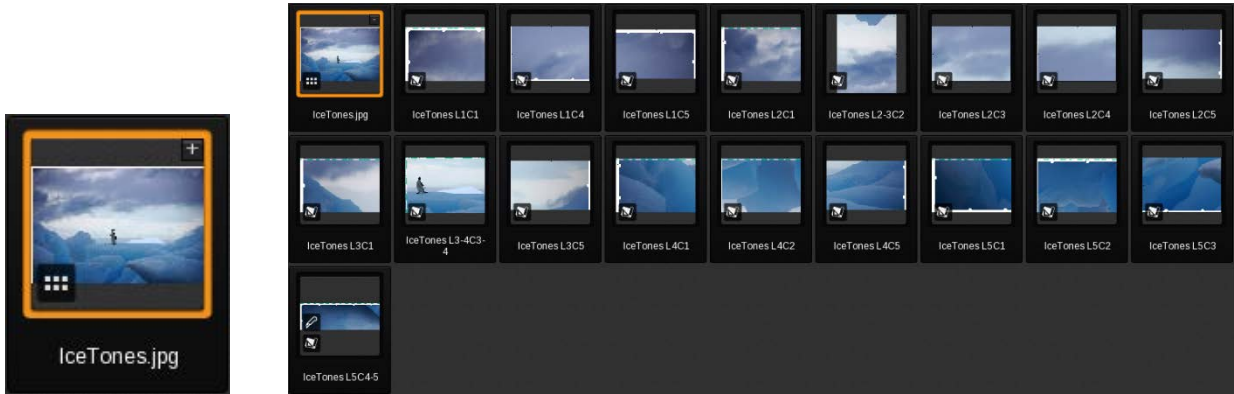 IceTones.jpg
IceTones.jpg
IceTones L1C1
IceTones L1C4
IceTones L1C5
IceTones L2C1
IceTones L2-3C2
IceTones L2C3
IceTones L2C4
IceTones L2C5
IceTones L3C1
IceTones L3-4C3-
4
IceTones L3C5
IceTones L4C1
IceTones L4C2
IceTones L4C5
IceTones L5C1
IceTones L5C2
IceTones L5C3
IceTones L5C4-5